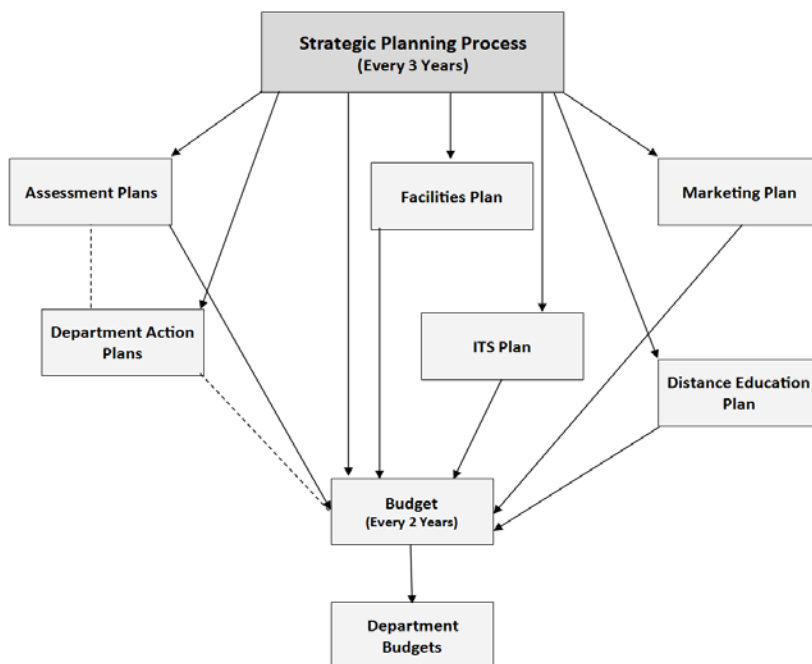 Strategic Planning Process
(Every 3 Years)
Assessment Plans
Facilities Plan
Marketing Plan
Department Action
Plans
ITS Plan
Distance Education
Plan
Budget
(Every 2 Years)
Department
Budgets